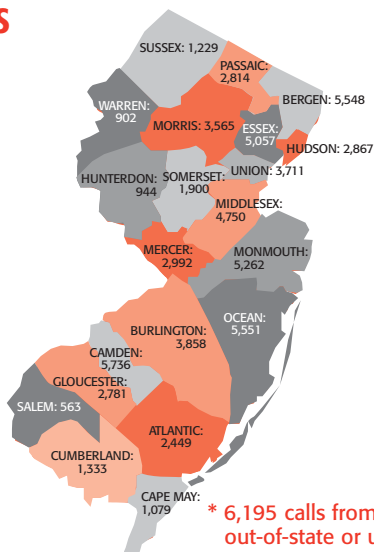 S
SUSSEX: 1,229
PASSAIC:
2,814
BERGEN: 5,548
WARREN:
902
MORRIS: 3,565
ESSEX:
5,057
HUDSON: 2,867
UNION: 3,711
HUNTERDON:
944
SOMERSET:
1,900
MIDDLESEX:
4,750
MERCER:
2,992
MONMOUTH:
5,262
OCEAN:
5,551
BURLINGTON:
3,858
CAMDEN:
5,736
GLOUCESTER:
2,781
SALEM: 563
ATLANTIC:
2,449
CUMBERLAND:
1,333
CAPE MAY:
1,079
* 6,195 calls from
out-of-state or u